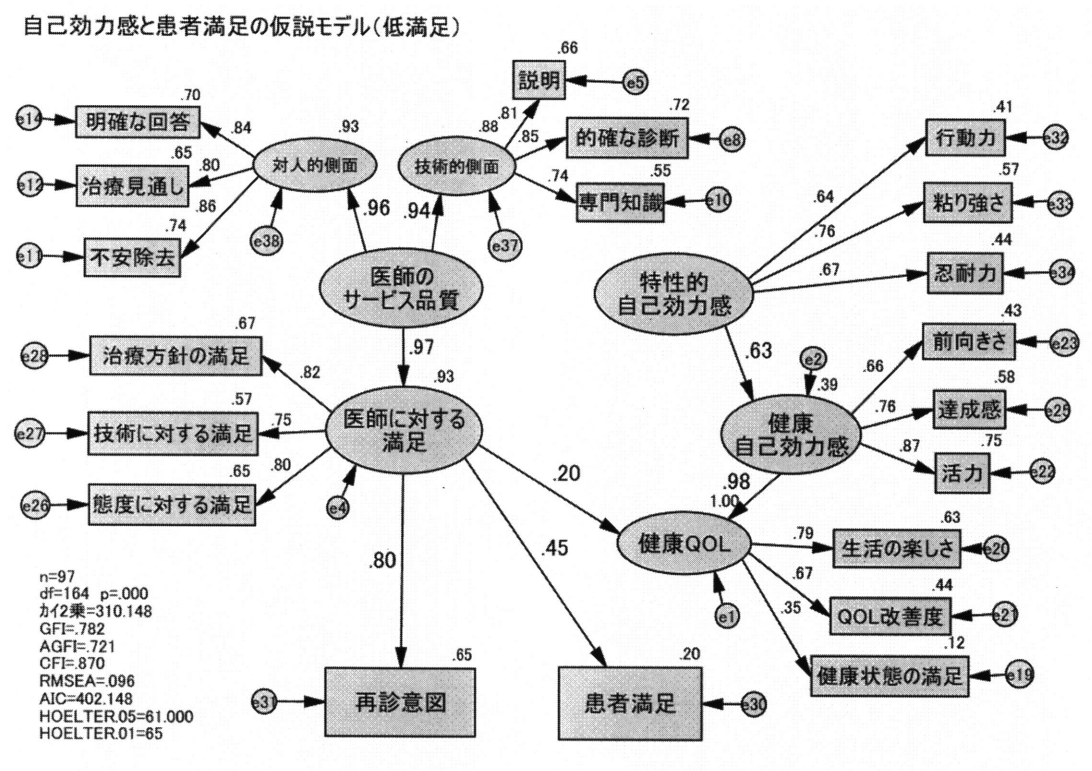 自己効力感と患者満足の仮説モデル(低満足)
.66
説明
e5
.70
e14
明確な回答
.84
.93
対人的側面
.88
.81
技術的側面
.85
.72
的確な診断
e8
.41
行動力
e32
.65
e12
治療見通し
.80
.74
.55
専門知識
e10
.64
.57
粘り強さ
e33
.86
.74
e11
不安除去
e38
.96
.94
e37
.76
.44
忍耐力
e34
.67
医師の
サービス品質
特性的
自己効力感
.67
e28
治療方針の満足
.82
.97
.93
.63
e2
.39
.43
前向きさ
e23
.66
.57
e27
技術に対する満足
.75
医師に対する
満足
健康
自己効力感
.76
.58
達成感
e25
.65
e26
態度に対する満足
.80
e4
.20
.87
.75
活力
e22
.98
1.00
健康QOL
.79
.63
生活の楽しさ
e20
.80
.45
.67
.44
QOL改善度
e21
e1
.35
.12
健康状態の満足
e19
n=97
df=164 p=.000
カイ2乗=310.148
GFI=.782
AGFI=.721
CFI=.870
RMSEA=.096
AIC=402.148
HOELTER.05=61.000
HOELTER.01=65
.65
e31
再診意図
.20
患者満足
e30